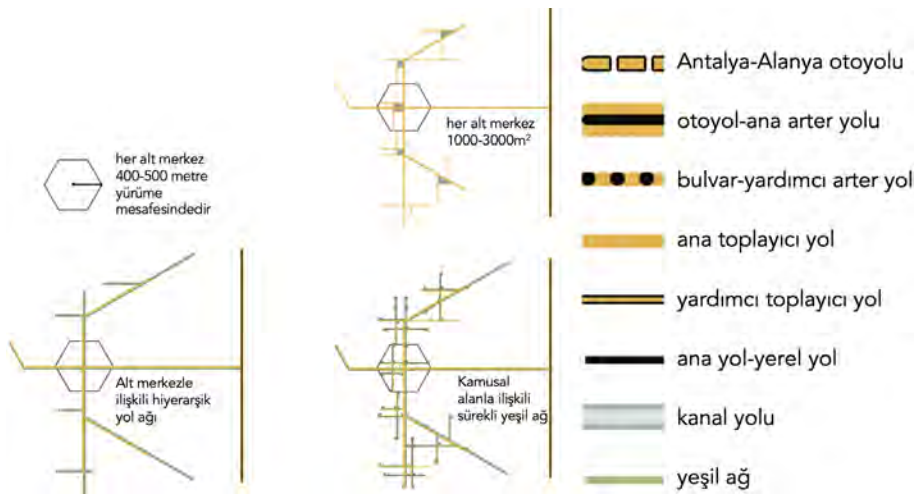 her alt merkez
400-500 metre
yürüme
mesafesindedir
her alt merkez
1000-3000m²
Alt merkezle
ilişkili hiyerarşik
yol ağı
Kamusal
alanla ilişkili
sürekli yeşil ağ
Antalya-Alanya otoyolu
otoyol-ana arter yolu
bulvar-yardımcı arter yol
ana toplayıcı yol
yardımcı toplayıcı yol
ana yol-yerel yol
kanal yolu
yeşil ağ